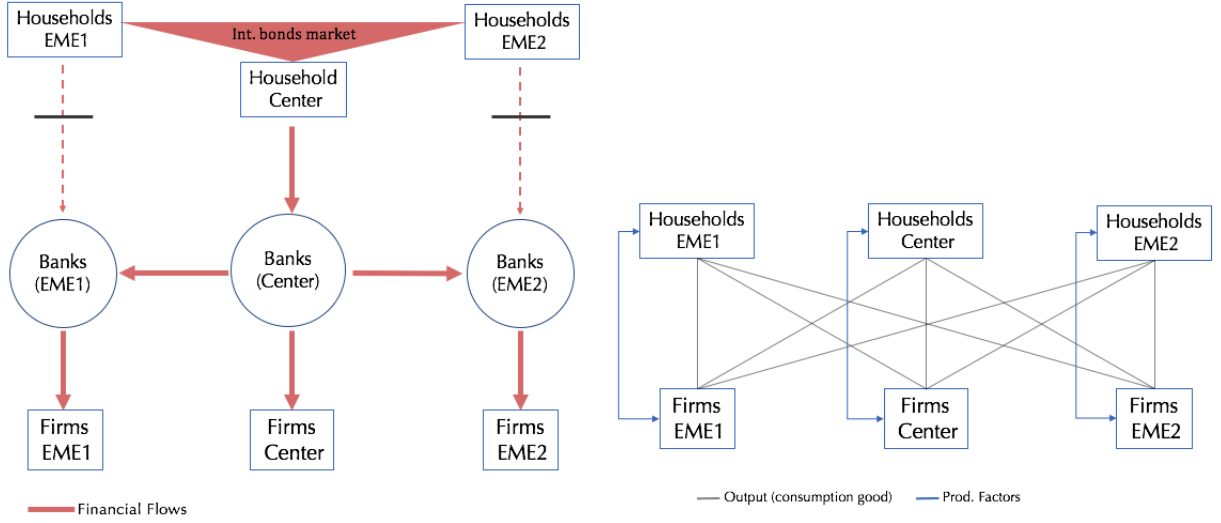 Households
EME1
Int. bonds market
Households
EME2
Household
Center
Banks
(EME1)
Banks
(Center)
Banks
(EME2)
Firms
EME1
Firms
Center
Firms
EME2
Financial Flows
Households
EME1
Households
Center
Households
EME2
Firms
EME1
Firms
Center
Firms
EME2
Output (consumption good)
Prod. Factors